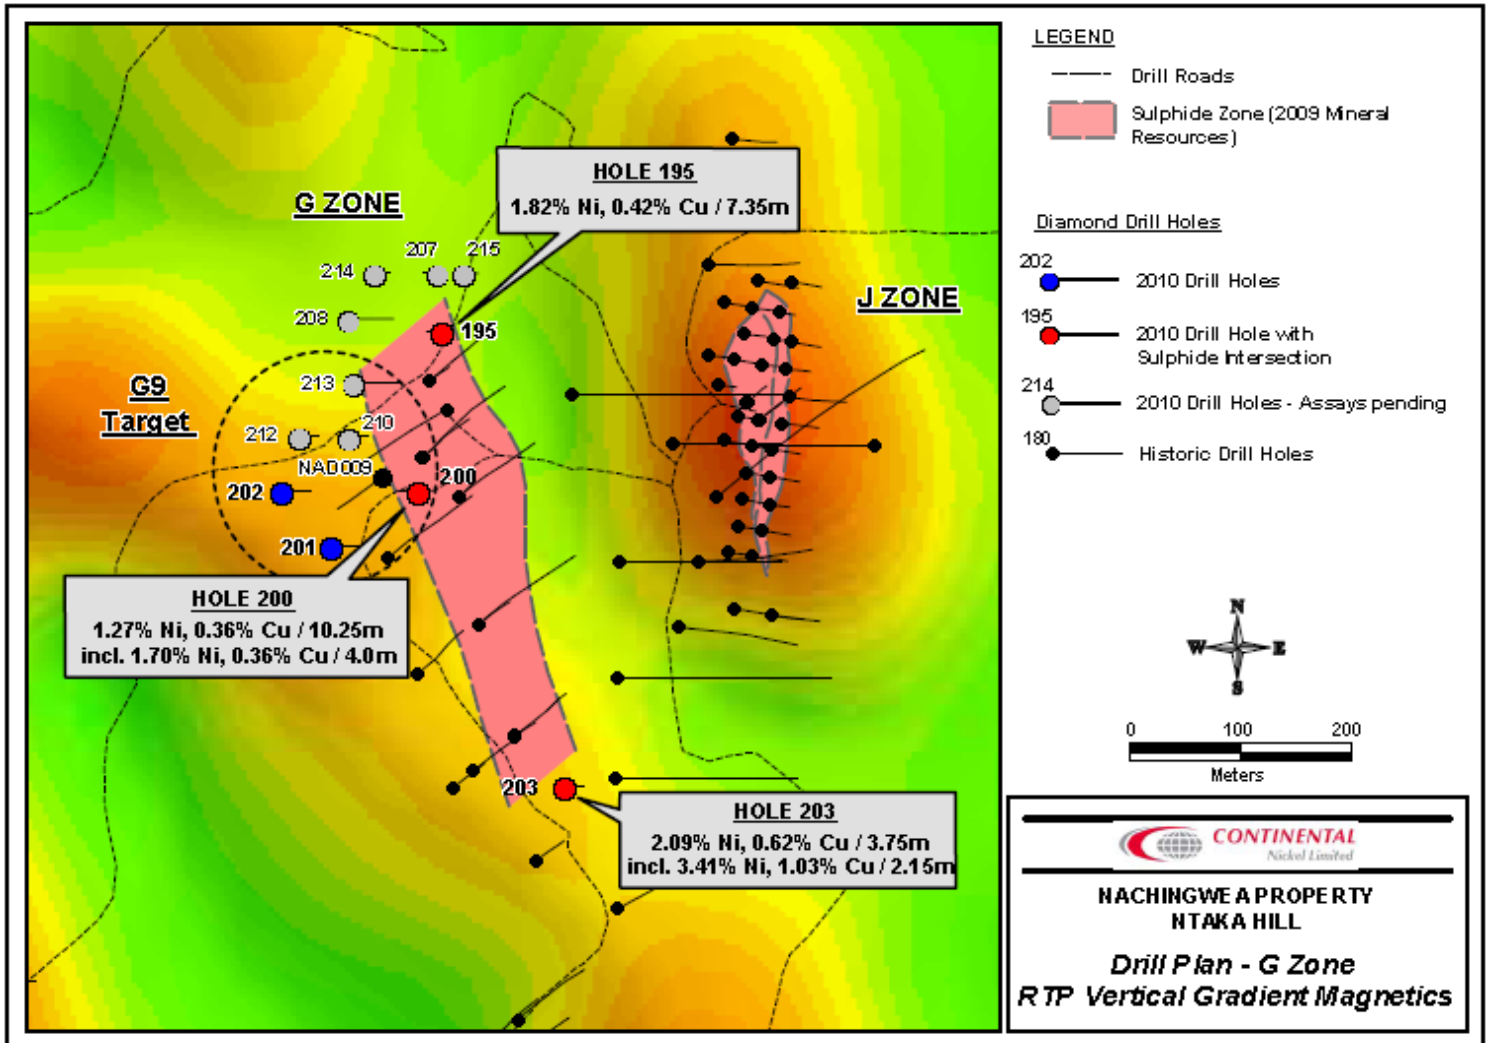 G ZONE
HOLE 195
1.82% Ni, 0.42% Cu / 7.35m
207
215
214
208
195
J ZONE
G9
Target
213
212
210
NAD009
202
200
201
HOLE 200
1.27% Ni, 0.36% Cu / 10.25m
incl. 1.70% Ni, 0.36% Cu / 4.0m
203
HOLE 203
2.09% Ni, 0.62% Cu / 3.75m
incl. 3.41% Ni, 1.03% Cu / 2.15m
LEGEND
Drill Roads
Sulphide Zone (2009 Mineral
Resources)
Diamond Drill Holes
202
2010 Drill Holes
195
2010 Drill Hole with
Sulphide Intersection
214
2010 Drill Holes - Assays pending
180
Historic Drill Holes
N
W E
S
0 100 200
Meters
CONTINENTAL
Nickel Limited
NACHINGWEA PROPERTY
NTAKA HILL
Drill Plan - G Zone
RTP Vertical Gradient Magnetics